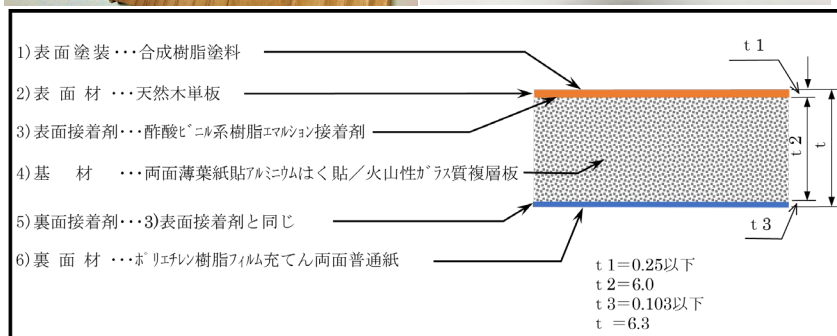 1)表面塗装･･･合成樹脂塗料
2)表 面 材 ･･･天然木単板
3)表面接着剤･･･酢酸ﾋﾞﾆﾙ系樹脂ｴﾏﾙｼｮﾝ接着剤
4)基　　材　･･･両面薄葉紙貼ｱﾙﾐﾆｳﾑはく貼／火山性ｶﾞﾗｽ質複層板
5)裏面接着剤･･･3)表面接着剤と同じ
6)裏 面 材 ･･･ﾎﾟﾘｴﾁﾚﾝ樹脂ﾌｨﾙﾑ充てん両面普通紙
t 1
t 2
t
t 3
t 1=0.25以下
t 2=6.0
t 3=0.103以下
t =6.3